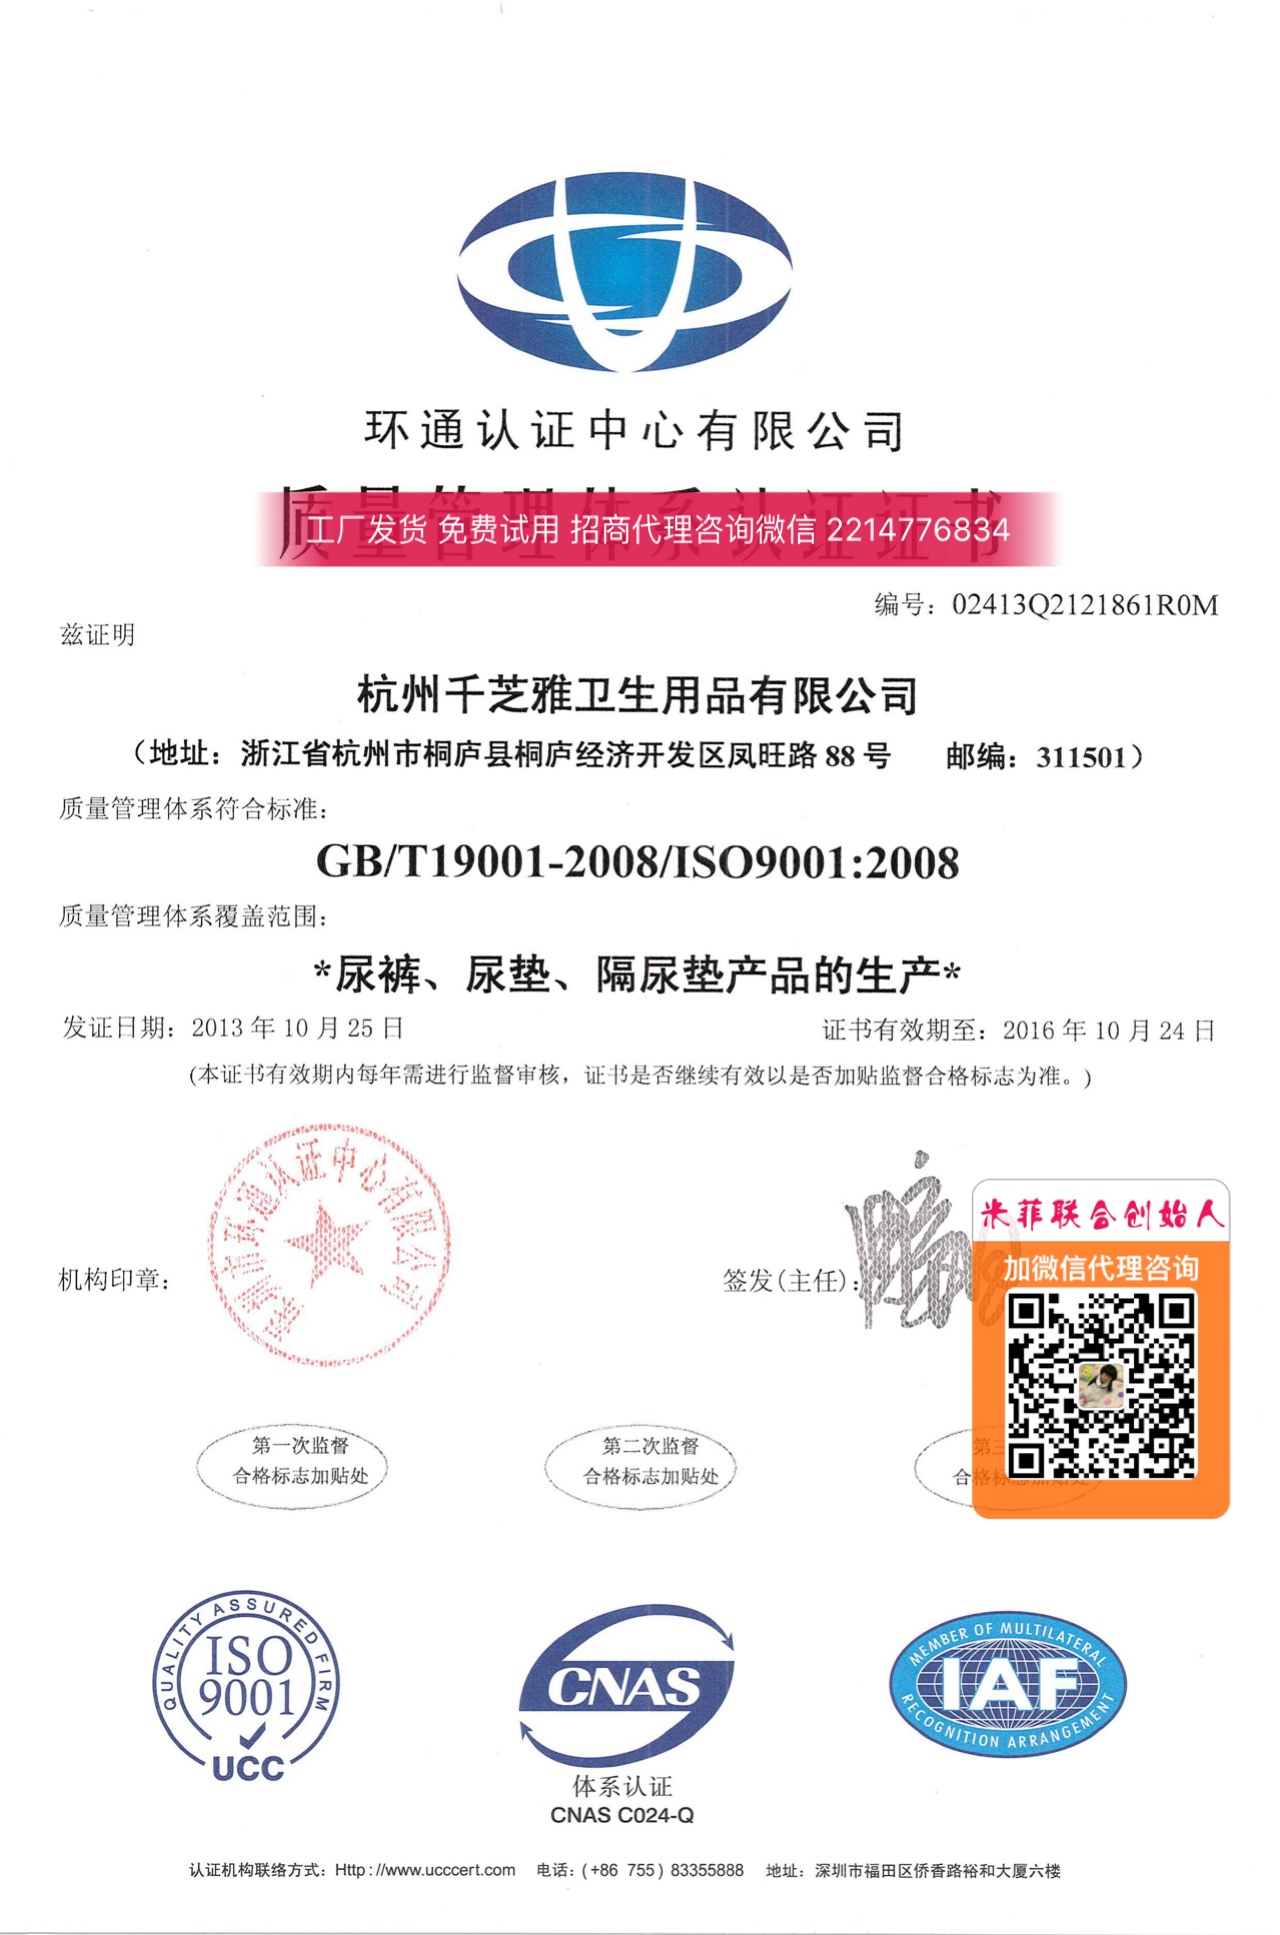 环通认证中心有限公司
质量管理体系认证证书
工厂发货 免费试用 招商代理咨询微信 2214776834
编号：02413Q2121861R0M
兹证明
杭州千芝雅卫生用品有限公司
（地址：浙江省杭州市桐庐县桐庐经济开发区凤旺路 88 号 邮编：311501）
质量管理体系符合标准：
GB/T19001-2008/ISO9001:2008
质量管理体系覆盖范围：
*尿裤、尿垫、隔尿垫产品的生产*
发证日期：2013 年 10 月 25 日
证书有效期至：2016 年 10 月 24 日
(本证书有效期内每年需进行监督审核，证书是否继续有效以是否加贴监督合格标志为准。)
机构印章：
深圳市环通认证中心有限公司
签发(主任)：
米菲联合创始人
加微信代理咨询
第一次监督
合格标志加贴处
第二次监督
合格标志加贴处
第三
合格标志加贴处
QUALITY ASSURED FIRM
ISO
9001
UCC
CNAS
体系认证
CNAS C024-Q
MEMBER OF MULTILATERAL
IAF
RECOGNITION ARRANGEMENT
认证机构联络方式：Http://www.ucccert.com 电话：(+86 755) 83355888 地址：深圳市福田区侨香路裕和大厦六楼